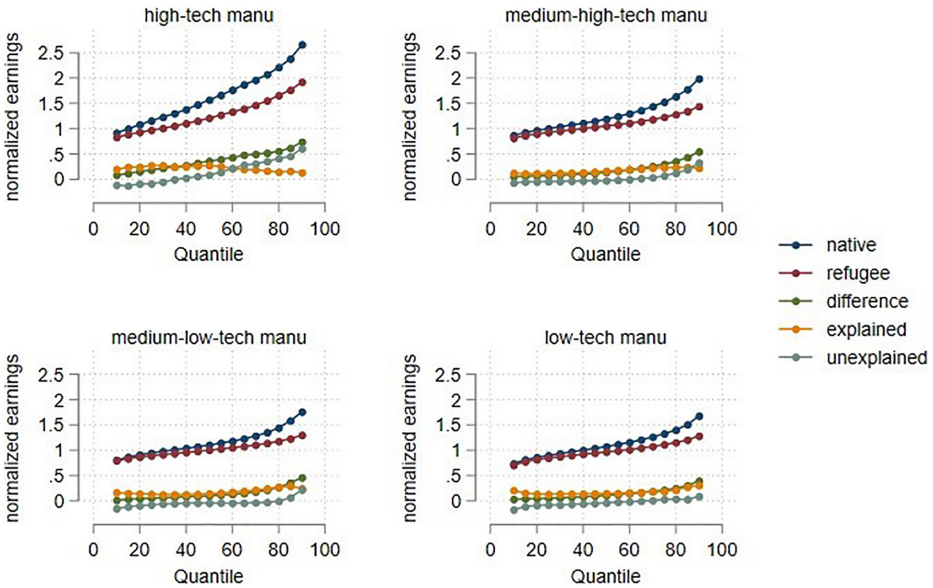 high-tech manu
normalized earnings
2.5
2
1.5
1
.5
0
0 20 40 60 80 100
Quantile
medium-high-tech manu
normalized earnings
2.5
2
1.5
1
.5
0
0 20 40 60 80 100
Quantile
medium-low-tech manu
normalized earnings
2.5
2
1.5
1
.5
0
0 20 40 60 80 100
Quantile
low-tech manu
normalized earnings
2.5
2
1.5
1
.5
0
0 20 40 60 80 100
Quantile
native
refugee
difference
explained
unexplained